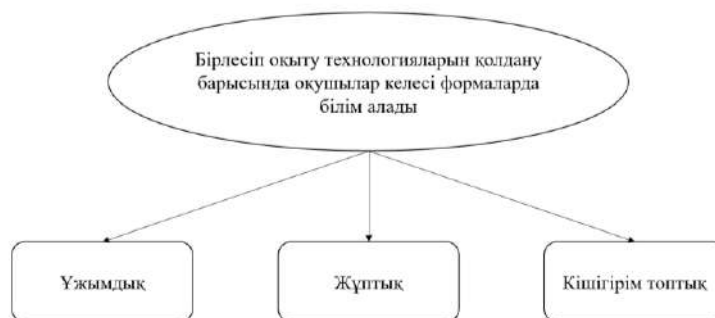 Бірлесіп оқыту технологияларын қолдану
барысында оқушылар келесі формаларда
білім алады
Ұжымдық
Жұптық
Кішігірім топтық